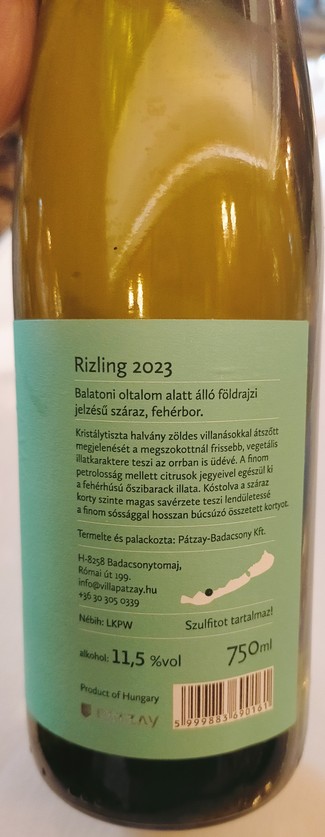 Rizling 2023
Balatoni oltalom alatt álló földrajzi
jelzésű száraz, fehérbor.
Kristálytiszta halvány zöldes villanásokkal átszőtt
megjelenését a megszokottnál frissebb, vegetális
illatkaraktere teszi az orrban is üdévé. A finom
petrolosság mellett citrusok jegyeivel egészül ki
a fehérhúsú őszibarack illata. Kóstolva a száraz
korty szinte magas savérzete teszi lendületessé
a finom sóssággal hosszan búcsúzó összetett kortyot.
Termelte és palackozta: Pátzay-Badacsony Kft.
H-8258 Badacsonytomaj,
Római út 199.
info@villapatzay.hu
+36 30 305 0339
Nébih: LKPW
Szulfitot tartalmaz!
alkohol: 11,5 %vol
750ml
Product of Hungary
PÁTZAY
5 999883 690161